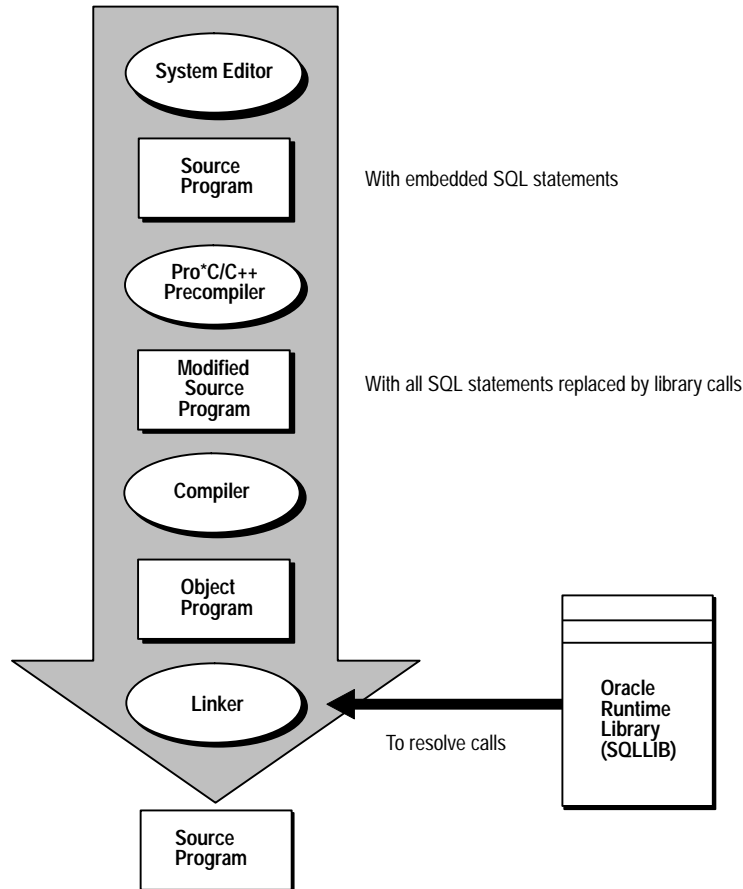 System Editor
Source
Program
With embedded SQL statements
Pro*C/C++
Precompiler
Modified
Source
Program
With all SQL statements replaced by library calls
Compiler
Object
Program
Linker
To resolve calls
Oracle
Runtime
Library
(SQLLIB)
Source
Program